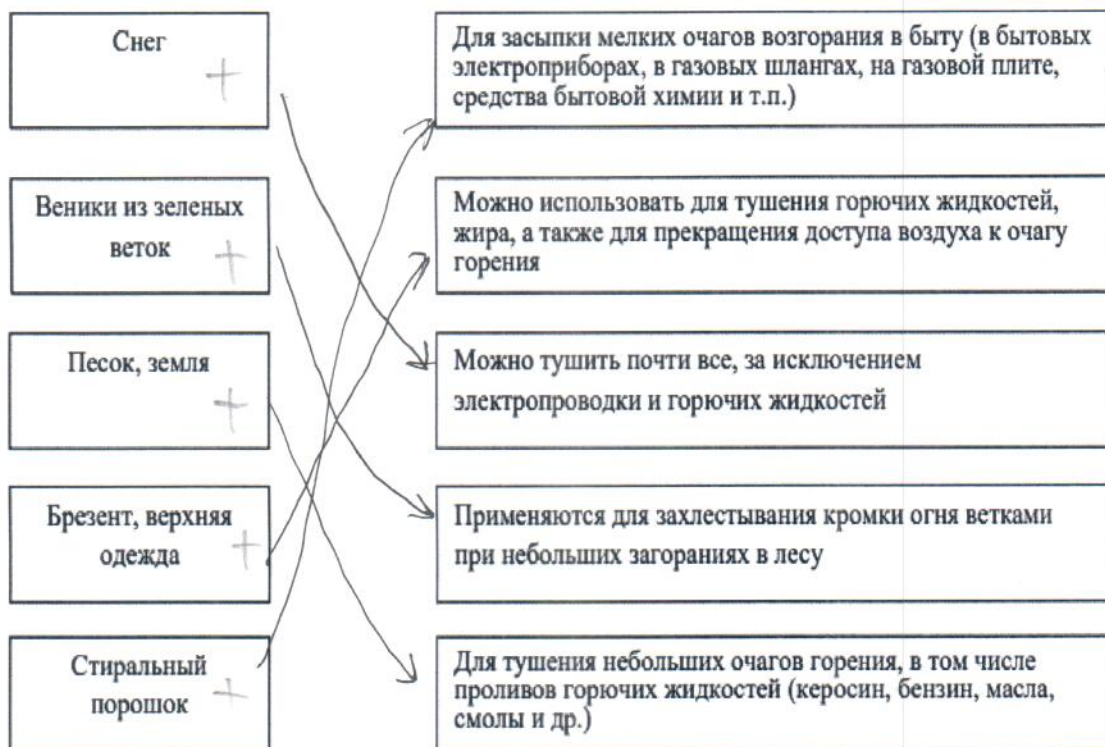 Снег
Для засыпки мелких очагов возгорания в быту (в бытовых
электроприборах, в газовых шлангах, на газовой плите,
средства бытовой химии и т.п.)
Веники из зеленых
веток
Можно использовать для тушения горючих жидкостей,
жира, а также для прекращения доступа воздуха к очагу
горения
Песок, земля
Можно тушить почти все, за исключением
электропроводки и горючих жидкостей
Брезент, верхняя
одежда
Применяются для захлестывания кромки огня ветками
при небольших загораниях в лесу
Стиральный
порошок
Для тушения небольших очагов горения, в том числе
проливов горючих жидкостей (керосин, бензин, масла,
смолы и др.)